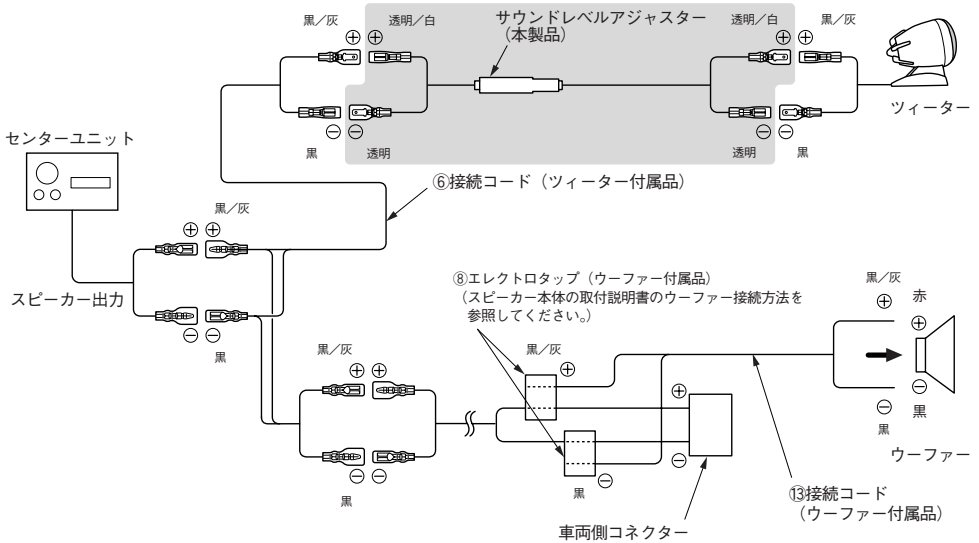 黒／灰
⊕ ⊕
透明／白
サウンドレベルアジャスター
（本製品）
透明／白
⊕ ⊕
黒／灰
ツィーター
⊖ ⊖
黒
透明
⊖ ⊖
透明
黒
センターユニット
⑥接続コード（ツィーター付属品）
黒／灰
⊕ ⊕
スピーカー出力
⊖ ⊖
黒
⑧エレクトロタップ（ウーファー付属品）
（スピーカー本体の取付説明書のウーファー接続方法を
参照してください。）
黒／灰
⊕
黒／灰
⊕
赤
⊕
黒／灰
⊕ ⊕
⊕
⊖
黒
⊖
黒
ウーファー
⊖ ⊖
黒
⊖
黒
⊖
⑬接続コード
（ウーファー付属品）
車両側コネクター